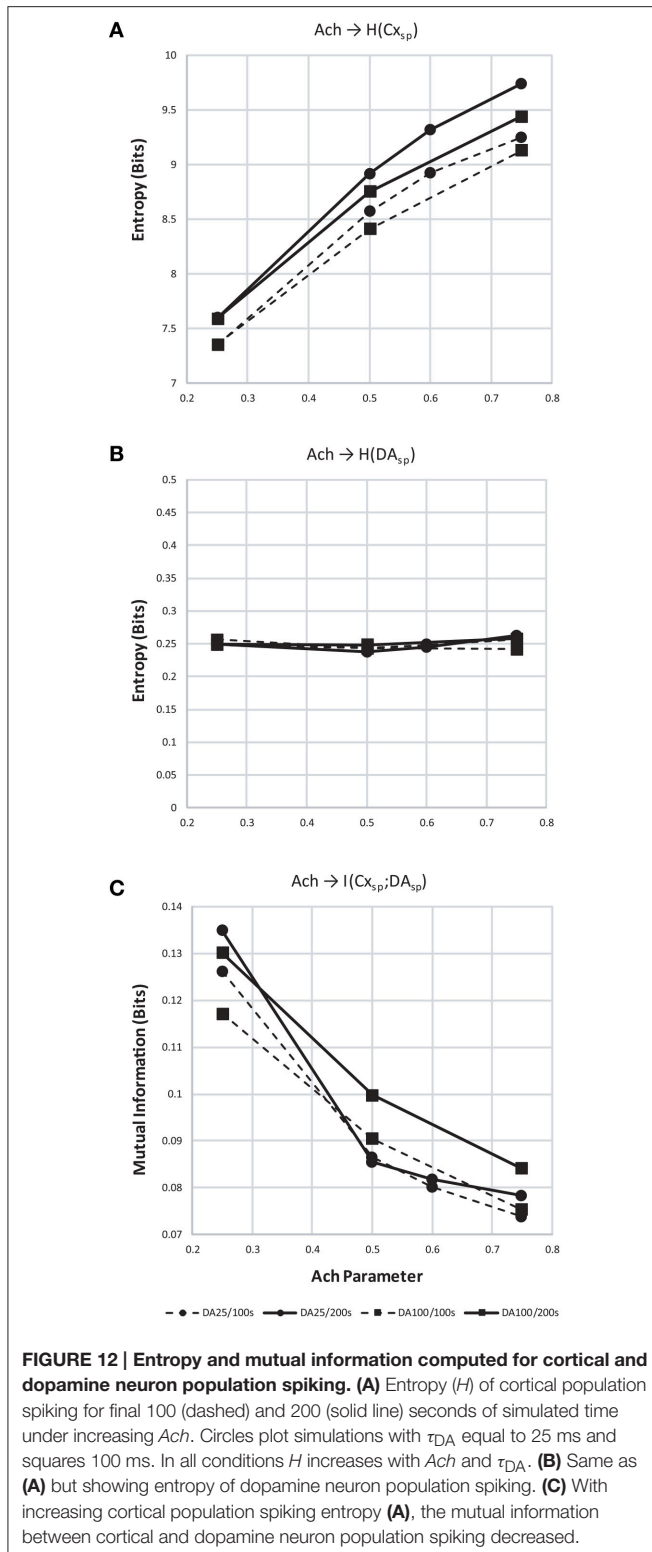 A
Ach → H(Cx_sp)
Entropy (Bits)
10
9.5
9
8.5
8
7.5
7
0.2 0.3 0.4 0.5 0.6 0.7 0.8
B
Ach → H(DA_sp)
Entropy (Bits)
0.5
0.45
0.4
0.35
0.3
0.25
0.2
0.15
0.1
0.05
0
0.2 0.3 0.4 0.5 0.6 0.7 0.8
C
Ach → I(Cx_sp;DA_sp)
Mutual Information (Bits)
0.14
0.13
0.12
0.11
0.1
0.09
0.08
0.07
0.2 0.3 0.4 0.5 0.6 0.7 0.8
Ach Parameter
DA25/100s DA25/200s DA100/100s DA100/200s
FIGURE 12 | Entropy and mutual information computed for cortical and
dopamine neuron population spiking. (A) Entropy (H) of cortical population
spiking for final 100 (dashed) and 200 (solid line) seconds of simulated time
under increasing Ach. Circles plot simulations with τ_DA equal to 25 ms and
squares 100 ms. In all conditions H increases with Ach and τ_DA. (B) Same as
(A) but showing entropy of dopamine neuron population spiking. (C) With
increasing cortical population spiking entropy (A), the mutual information
between cortical and dopamine neuron population spiking decreased.